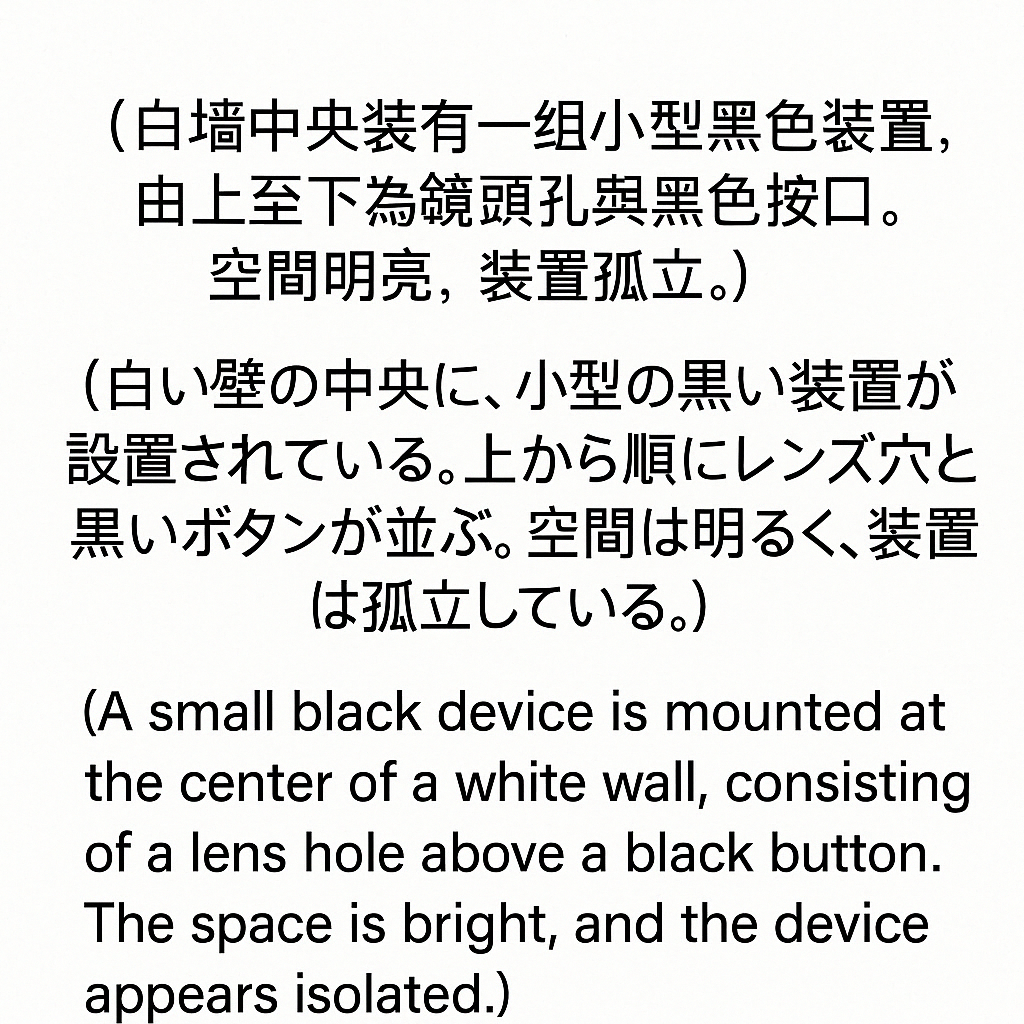 （白墙中央装有一组小型黑色装置，
由上至下為鏡頭孔與黑色按口。
空間明亮，装置孤立。）
（白い壁の中央に、小型の黒い装置が
設置されている。上から順にレンズ穴と
黒いボタンが並ぶ。空間は明るく、装置
は孤立している。）
(A small black device is mounted at
the center of a white wall, consisting
of a lens hole above a black button.
The space is bright, and the device
appears isolated.)